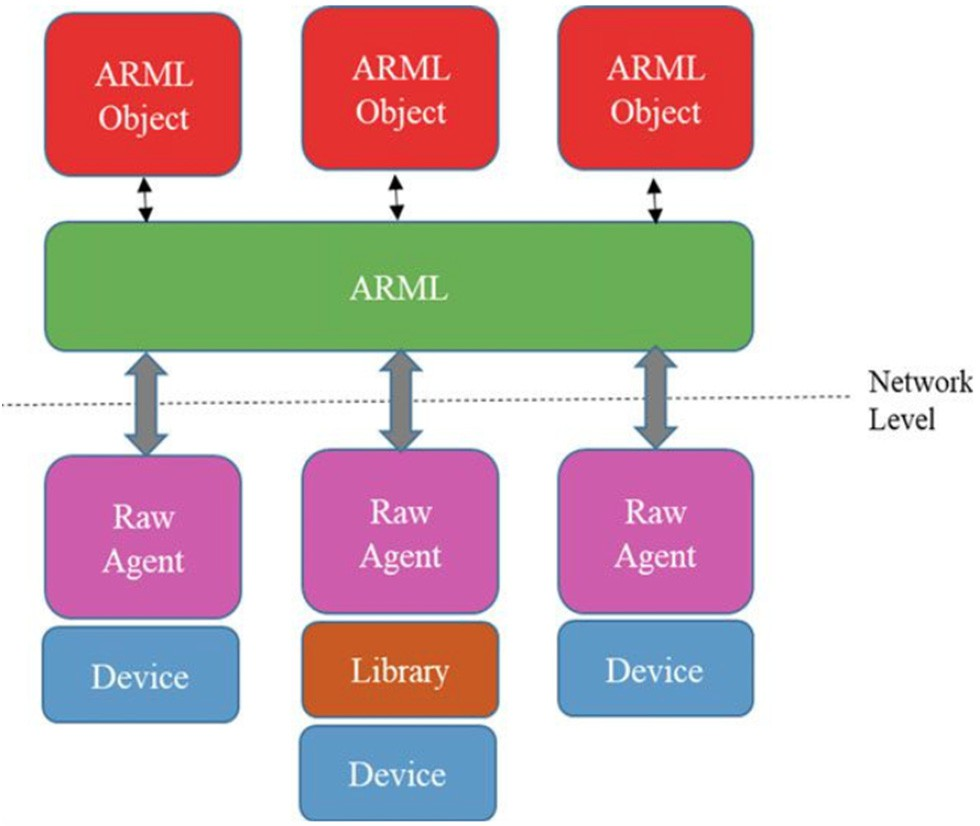 ARML
Object
ARML
Object
ARML
Object
ARML
Network
Level
Raw
Agent
Raw
Agent
Raw
Agent
Device
Library
Device
Device